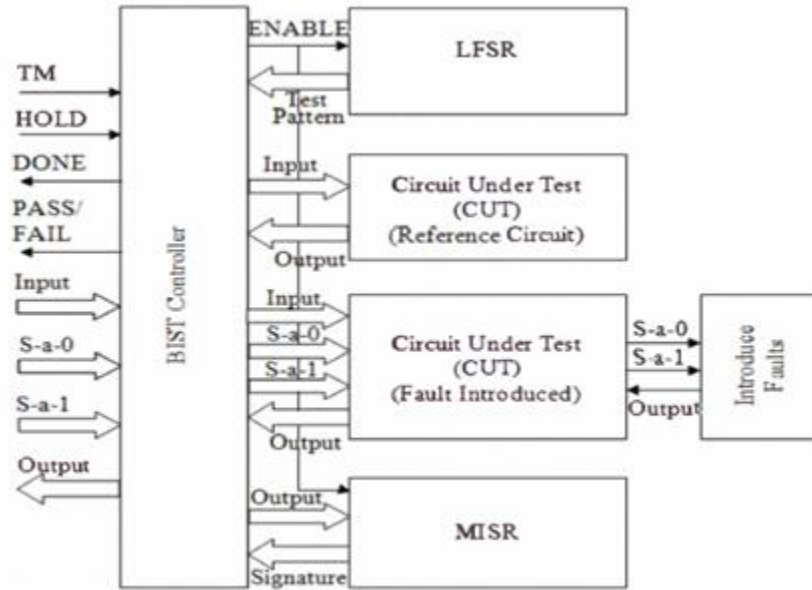 TM
HOLD
DONE
PASS/
FAIL
Input
S-a-0
S-a-1
Output
BIST Controller
ENABLE
Test
Pattern
LFSR
Input
Output
Circuit Under Test
(CUT)
(Reference Circuit)
Input
S-a-0
S-a-1
Output
Circuit Under Test
(CUT)
(Fault Introduced)
S-a-0
S-a-1
Output
Introduce
Faults
Output
Signature
MISR